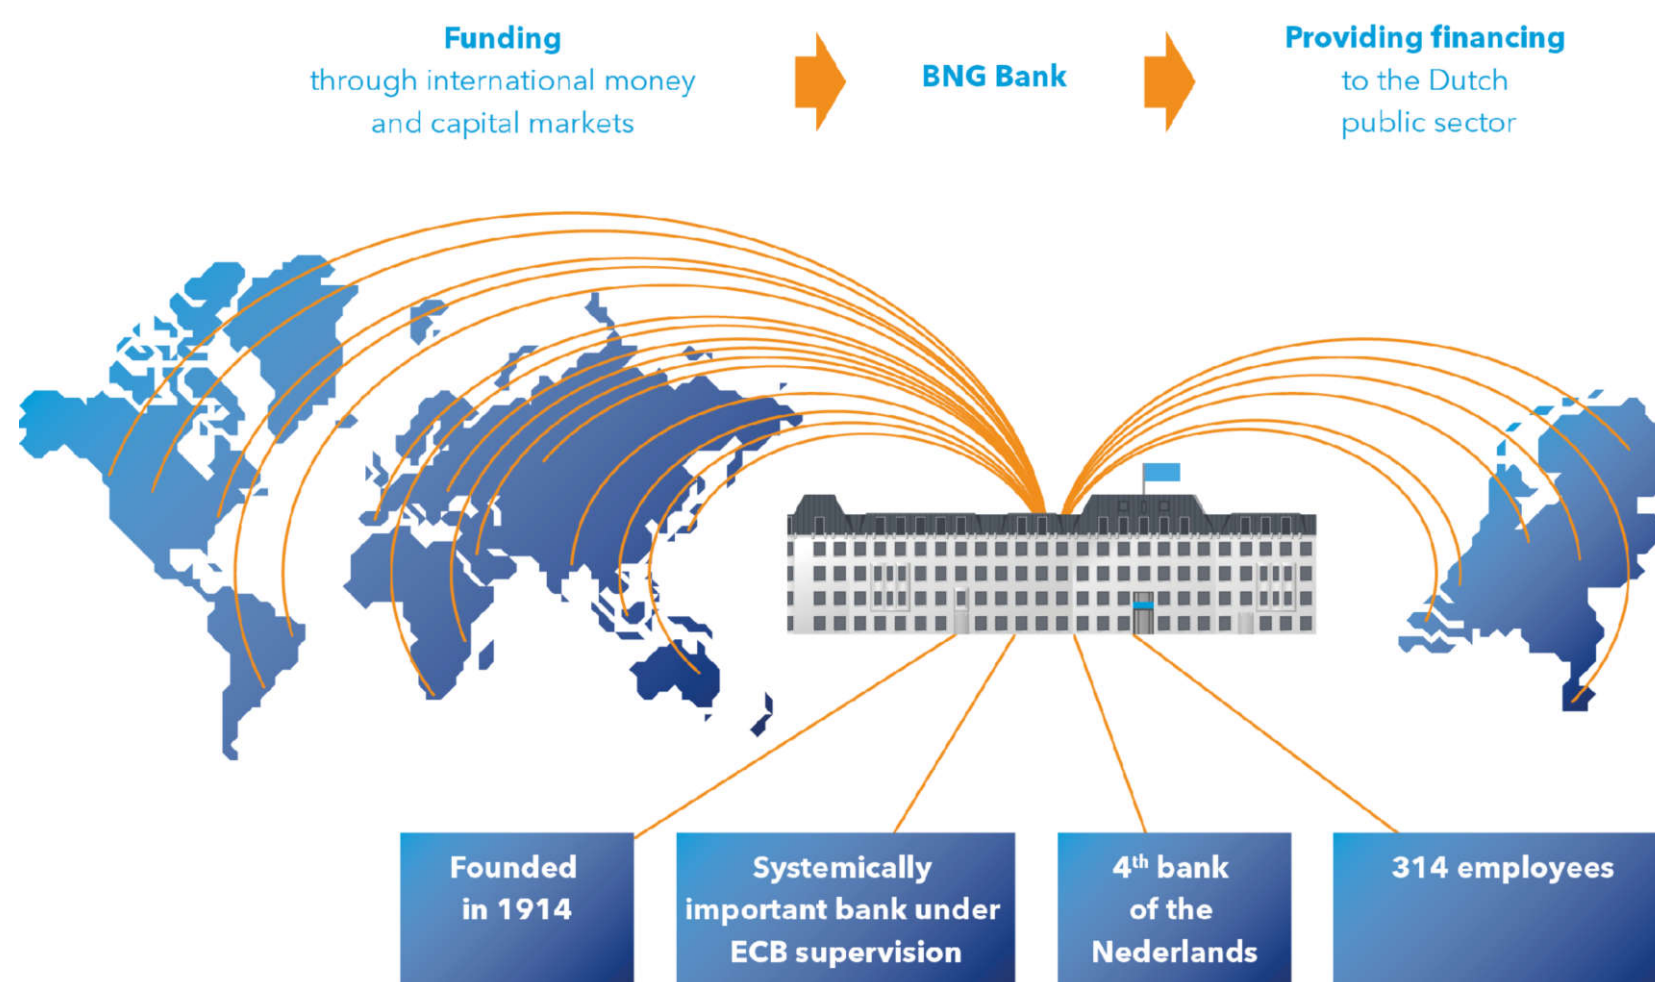 Funding
through international money
and capital markets
BNG Bank
Providing financing
to the Dutch
public sector
Founded
in 1914
Systemically
important bank under
ECB supervision
4th bank
of the
Nederlands
314 employees